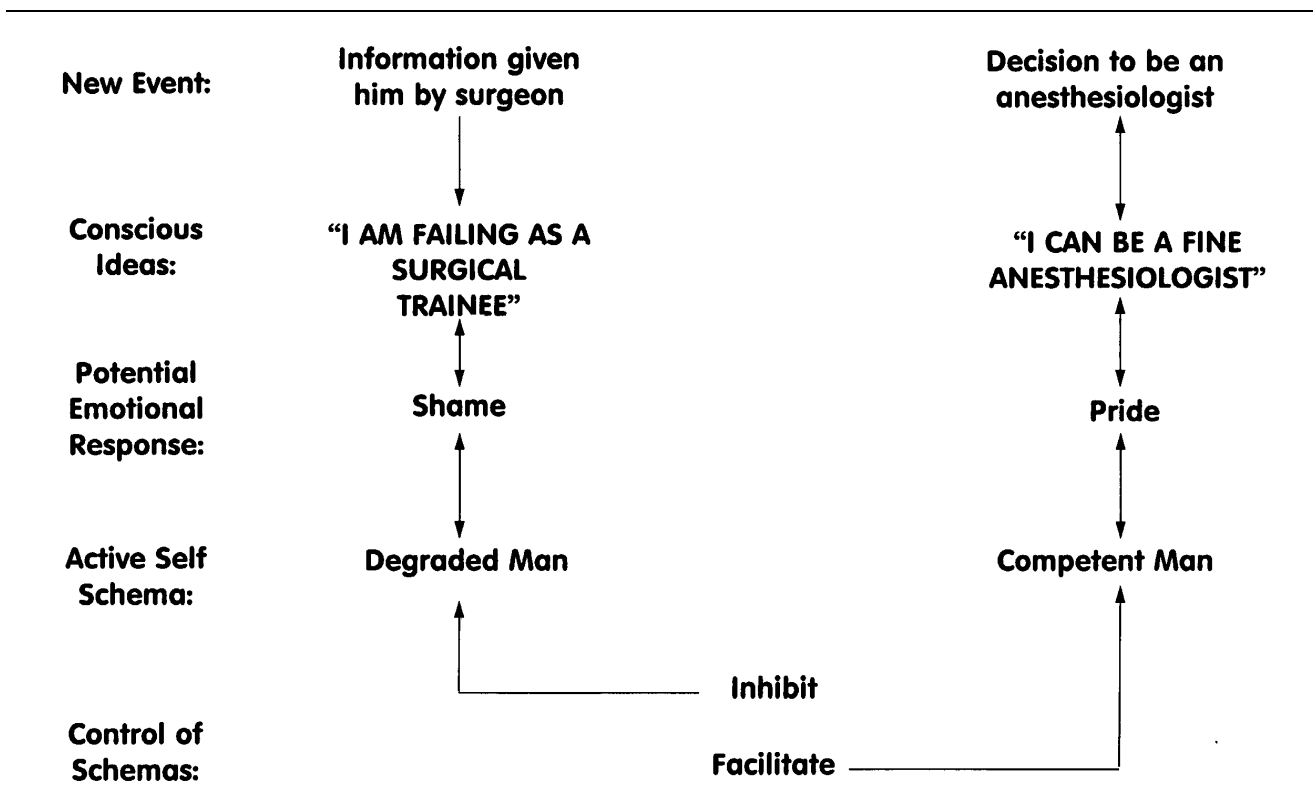 New Event:
Information given
him by surgeon
Decision to be an
anesthesiologist
Conscious
Ideas:
“I AM FAILING AS A
SURGICAL
TRAINEE”
“I CAN BE A FINE
ANESTHESIOLOGIST”
Potential
Emotional
Response:
Shame
Pride
Active Self
Schema:
Degraded Man
Competent Man
Inhibit
Control of
Schemas:
Facilitate